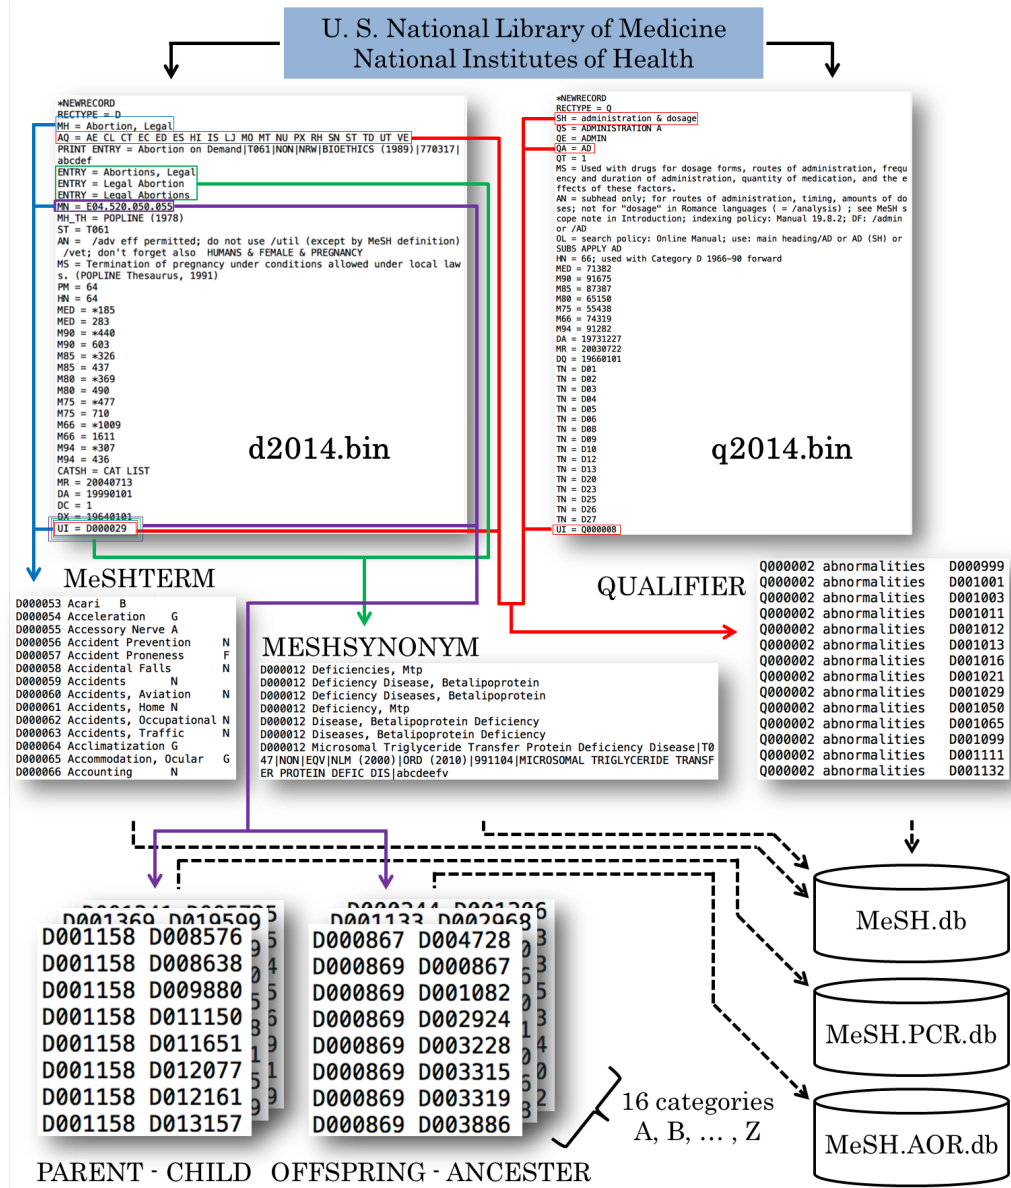 U. S. National Library of Medicine
National Institutes of Health
*NEWRECORD
RECTYPE = D
MH = Abortion, Legal
AQ = AE CL CT EC ED ES HI IS LJ MO MT NU PX RH SN ST TD UT VE
PRINT ENTRY = Abortion on Demand|T061|NON|NRW|BIOETHICS (1989)|770317|
abcdef
ENTRY = Abortions, Legal
ENTRY = Legal Abortion
ENTRY = Legal Abortions
MN = E04.520.050.055
MH_TH = POPLINE (1978)
ST = T061
AN =  /adv eff permitted; do not use /util (except by MeSH definition)
/vet; don't forget also  HUMANS & FEMALE & PREGNANCY
MS = Termination of pregnancy under conditions allowed under local law
s. (POPLINE Thesaurus, 1991)
PM = 64
HN = 64
MED = *185
MED = 283
M90 = *440
M90 = 603
M85 = *326
M85 = 437
M80 = *369
M80 = 490
M75 = *477
M75 = 710
M66 = *1009
M66 = 1611
M94 = *307
M94 = 436
CATSH = CAT LIST
MR = 20040713
DA = 19990101
DC = 1
DX = 19640101
UI = D000029
d2014.bin
*NEWRECORD
RECTYPE = Q
SH = administration & dosage
QS = ADMINISTRATION A
QE = ADMIN
QA = AD
QT = 1
MS = Used with drugs for dosage forms, routes of administration, frequ
ency and duration of administration, quantity of medication, and the e
ffects of these factors.
AN = subhead only; for routes of administration, timing, amounts of do
ses; not for "dosage" in Romance languages ( = /analysis) ; see MeSH s
cope note in Introduction; indexing policy: Manual 19.8.2; DF: /admin
or /AD
OL = search policy: Online Manual; use: main heading/AD or AD (SH) or
SUBS APPLY AD
HN = 66; used with Category D 1966-90 forward
MED = 71382
M90 = 91675
M85 = 87387
M80 = 65150
M75 = 55438
M66 = 74319
M94 = 91282
DA = 19731227
MR = 20030722
DQ = 19660101
TN = D01
TN = D02
TN = D03
TN = D04
TN = D05
TN = D06
TN = D08
TN = D09
TN = D10
TN = D12
TN = D13
TN = D20
TN = D23
TN = D25
TN = D26
TN = D27
UI = Q000008
q2014.bin
MeSHTERM
D000053 Acari   B
D000054 Acceleration    G
D000055 Accessory Nerve A
D000056 Accident Prevention     N
D000057 Accident Proneness      F
D000058 Accidental Falls        N
D000059 Accidents       N
D000060 Accidents, Aviation     N
D000061 Accidents, Home N
D000062 Accidents, Occupational N
D000063 Accidents, Traffic      N
D000064 Acclimatization G
D000065 Accommodation, Ocular   G
D000066 Accounting      N
MESHSYNONYM
D000012 Deficiencies, Mtp
D000012 Deficiency Disease, Betalipoprotein
D000012 Deficiency Diseases, Betalipoprotein
D000012 Deficiency, Mtp
D000012 Disease, Betalipoprotein Deficiency
D000012 Diseases, Betalipoprotein Deficiency
D000012 Microsomal Triglyceride Transfer Protein Deficiency Disease|T0
47|NON|EQV|NLM (2000)|ORD (2010)|991104|MICROSOMAL TRIGLYCERIDE TRANSF
ER PROTEIN DEFIC DIS|abcdeefv
QUALIFIER
Q000002 abnormalities   D000999
Q000002 abnormalities   D001001
Q000002 abnormalities   D001003
Q000002 abnormalities   D001011
Q000002 abnormalities   D001012
Q000002 abnormalities   D001013
Q000002 abnormalities   D001016
Q000002 abnormalities   D001021
Q000002 abnormalities   D001029
Q000002 abnormalities   D001050
Q000002 abnormalities   D001065
Q000002 abnormalities   D001099
Q000002 abnormalities   D001111
Q000002 abnormalities   D001132
D001369 D019599
D001158 D008576
D001158 D008638
D001158 D009880
D001158 D011150
D001158 D011651
D001158 D012077
D001158 D012161
D001158 D013157
PARENT - CHILD
D001133 D002968
D000867 D004728
D000869 D000867
D000869 D001082
D000869 D002924
D000869 D003228
D000869 D003315
D000869 D003319
D000869 D003886
OFFSPRING - ANCESTER
16 categories
A, B, ... , Z
MeSH.db
MeSH.PCR.db
MeSH.AOR.db